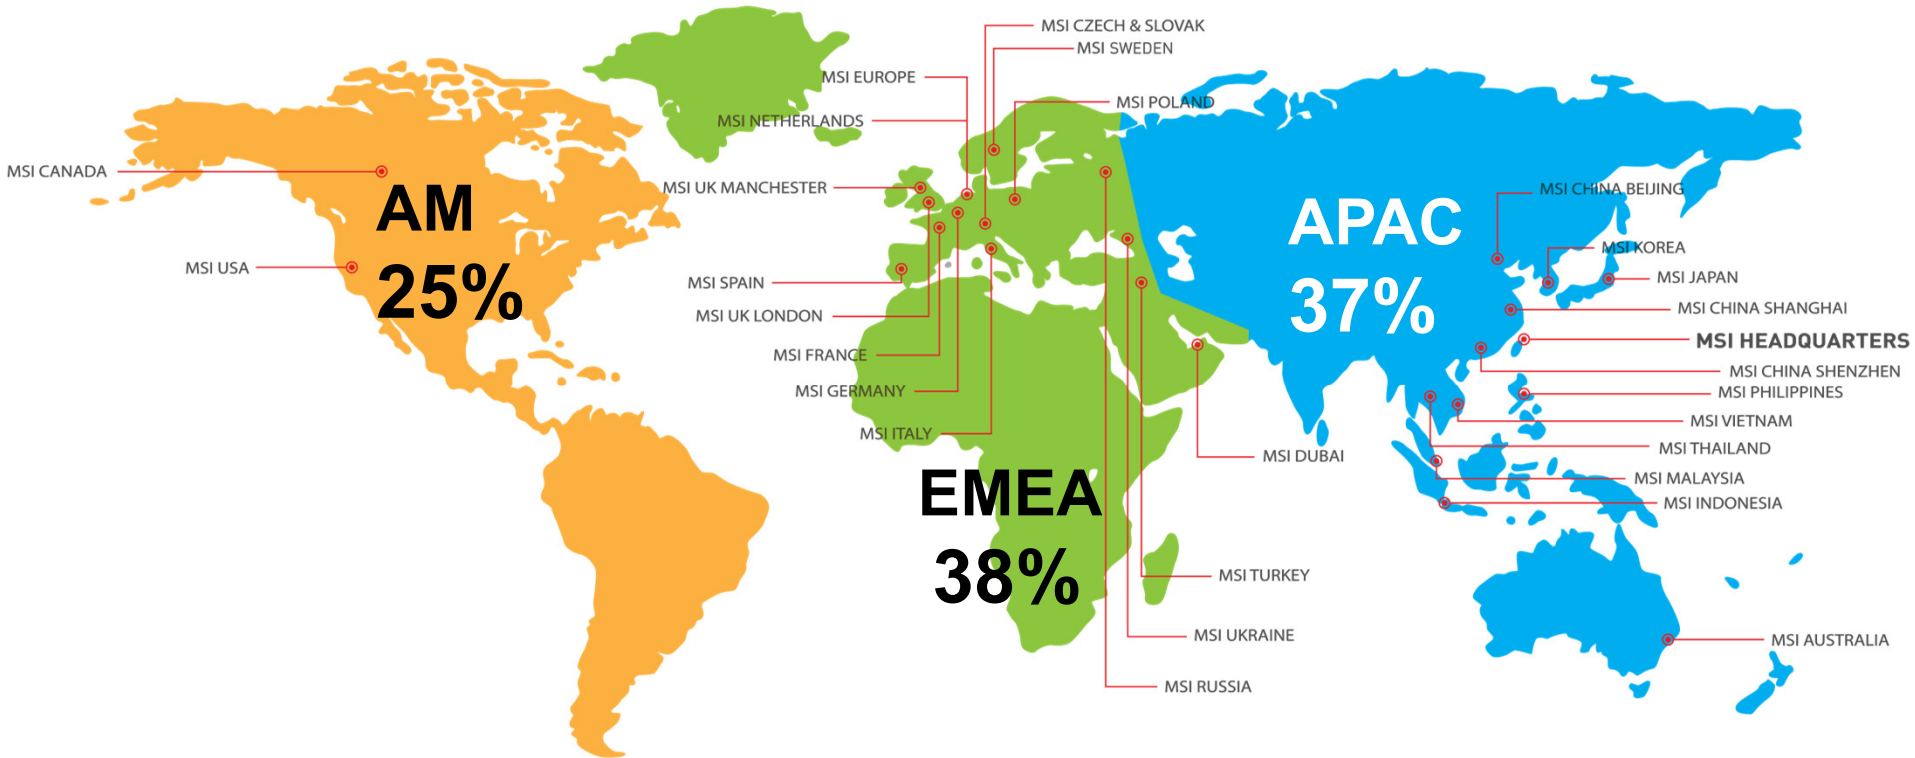 MSI CZECH & SLOVAK
MSI SWEDEN
MSI EUROPE
MSI POLAND
MSI NETHERLANDS
MSI CANADA
MSI UK MANCHESTER
MSI CHINA BEIJING
AM
25%
APAC
37%
MSI KOREA
MSI USA
MSI JAPAN
MSI SPAIN
MSI CHINA SHANGHAI
MSI UK LONDON
MSI HEADQUARTERS
MSI FRANCE
MSI CHINA SHENZHEN
MSI GERMANY
MSI PHILIPPINES
MSI VIETNAM
MSI ITALY
MSI THAILAND
MSI DUBAI
MSI MALAYSIA
EMEA
38%
MSI INDONESIA
MSI TURKEY
MSI UKRAINE
MSI AUSTRALIA
MSI RUSSIA